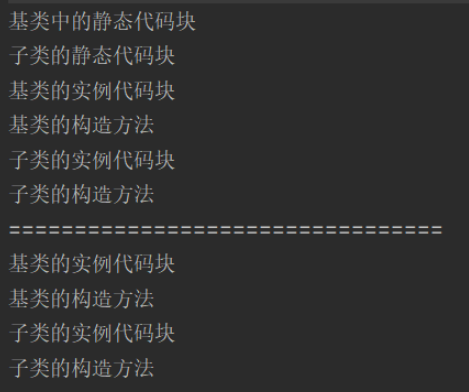 基类中的静态代码块
子类的静态代码块
基类的实例代码块
基类的构造方法
子类的实例代码块
子类的构造方法
=================================
基类的实例代码块
基类的构造方法
子类的实例代码块
子类的构造方法